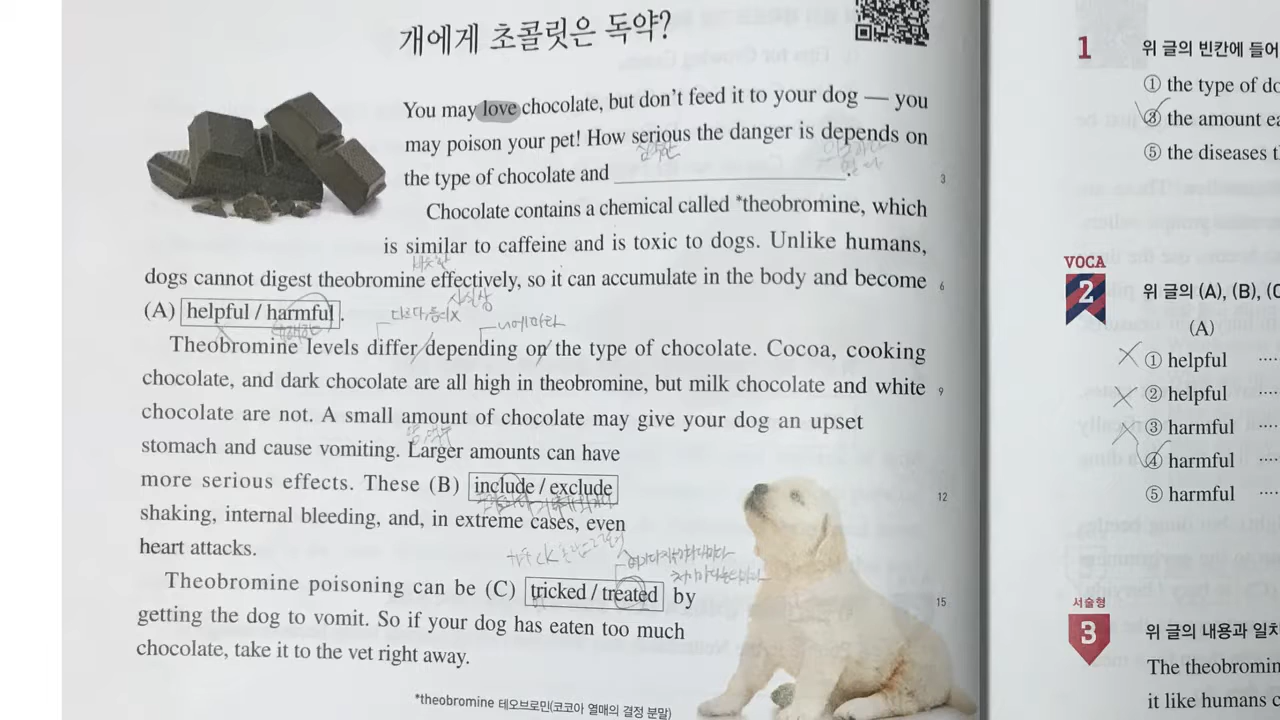 개에게 초콜릿은 독약?
You may love chocolate, but don't feed it to your dog — you
may poison your pet! How serious the danger is depends on
심각한
the type of chocolate and ____________. 3
Chocolate contains a chemical called *theobromine, which
is similar to caffeine and is toxic to dogs. Unlike humans,
dogs cannot digest theobromine effectively, so it can accumulate in the body and become 6
(A) helpful / harmful.
Theobromine levels differ depending on the type of chocolate. Cocoa, cooking
chocolate, and dark chocolate are all high in theobromine, but milk chocolate and white 9
chocolate are not. A small amount of chocolate may give your dog an upset
stomach and cause vomiting. Larger amounts can have
more serious effects. These (B) include / exclude 12
shaking, internal bleeding, and, in extreme cases, even
heart attacks.
Theobromine poisoning can be (C) tricked / treated by 15
getting the dog to vomit. So if your dog has eaten too much
chocolate, take it to the vet right away.
*theobromine 테오브로민(코코아 열매의 결정 분말)
1 위 글의 빈칸에 들어
① the type of do
③ the amount ea
⑤ the diseases t
VOCA
2 위 글의 (A), (B), (C
(A)
① helpful ····
② helpful ····
③ harmful ····
④ harmful ····
⑤ harmful ····
서술형
3 위 글의 내용과 일치
The theobromin
it like humans c